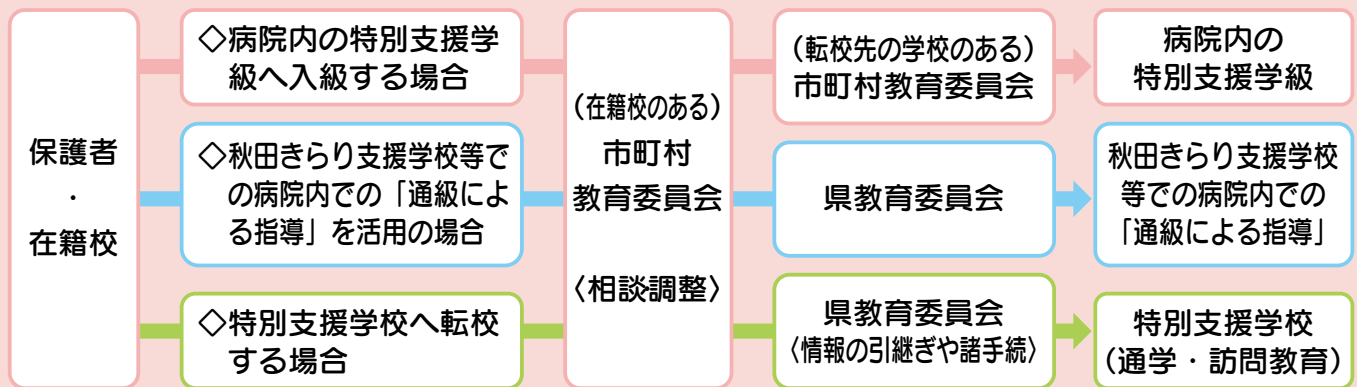 保護者
・
在籍校
◇病院内の特別支援学
級へ入級する場合
◇秋田きらり支援学校等で
の病院内での「通級によ
る指導」を活用の場合
◇特別支援学校へ転校
する場合
（在籍校のある）
市町村
教育委員会
〈相談調整〉
（転校先の学校のある）
市町村教育委員会
県教育委員会
県教育委員会
〈情報の引継ぎや諸手続〉
病院内の
特別支援学級
秋田きらり支援学校
等での病院内での
「通級による指導」
特別支援学校
（通学・訪問教育）